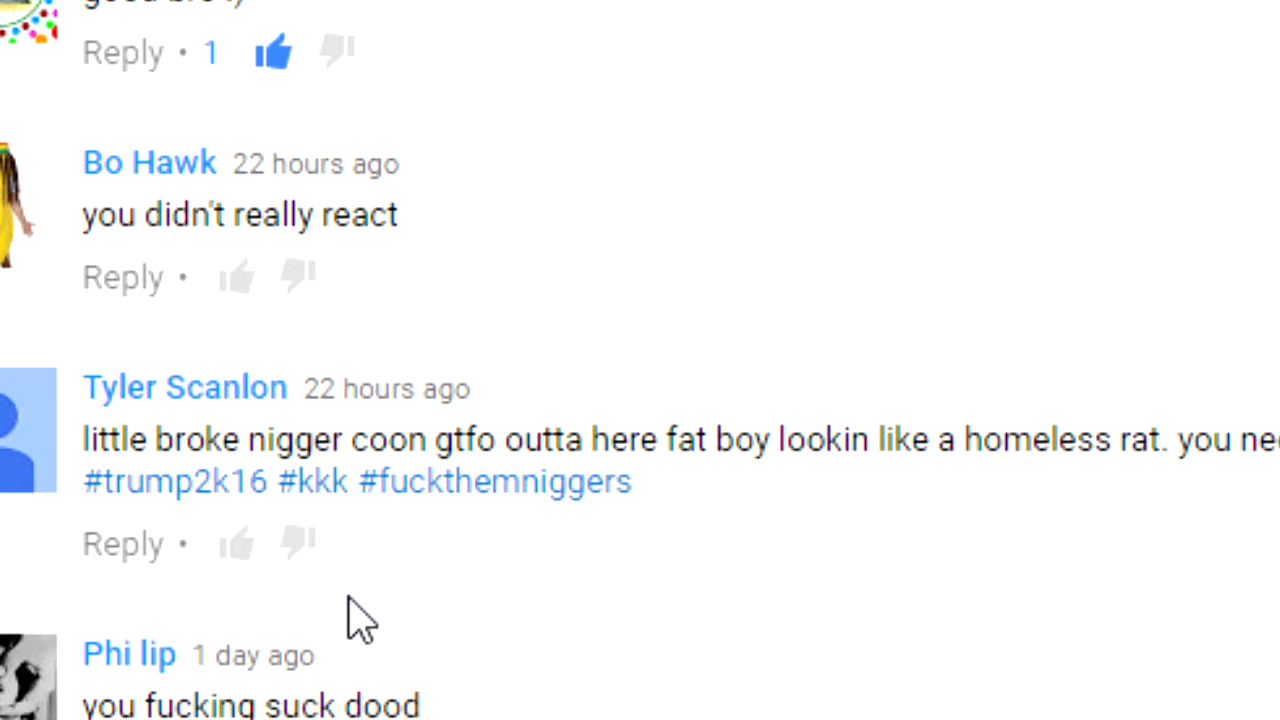 Reply • 1
Bo Hawk 22 hours ago
you didn't really react
Reply •
Tyler Scanlon 22 hours ago
little broke nigger coon gtfo outta here fat boy lookin like a homeless rat. you
#trump2k16 #kkk #fuckthemniggers
Reply •
Phi lip 1 day ago
you fucking suck dood